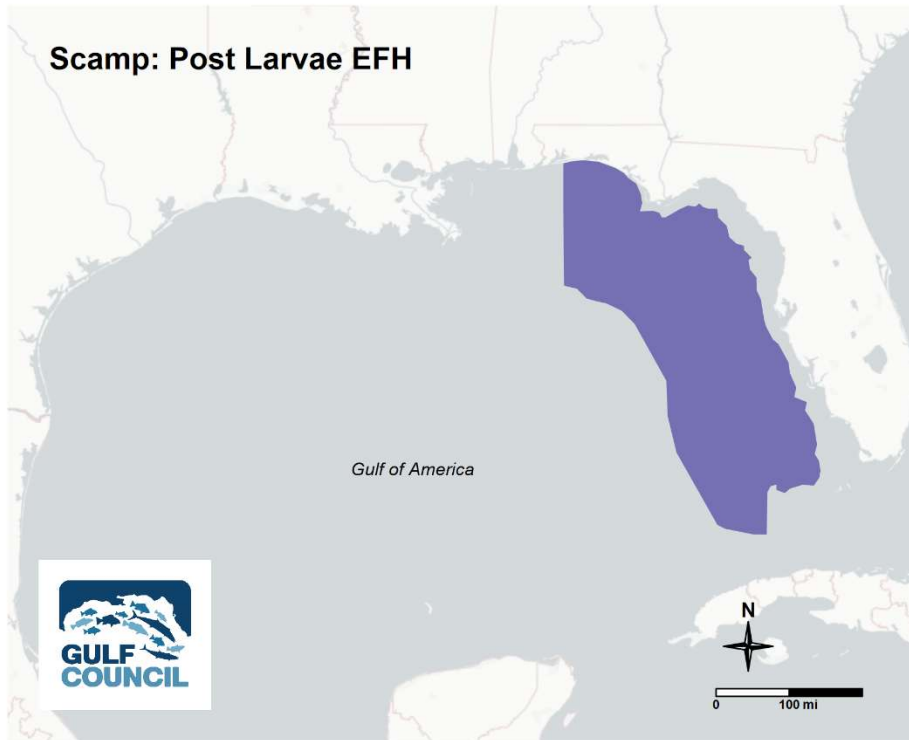 Scamp: Post Larvae EFH
Gulf of America
GULF
COUNCIL
N
0 100 mi